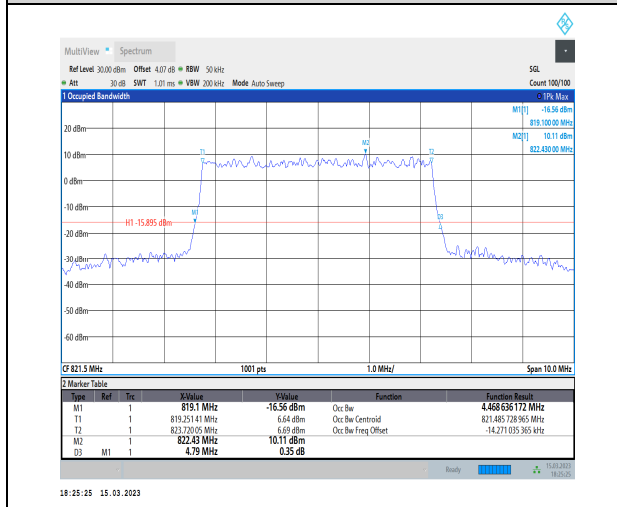 MultiView Spectrum
Ref Level 30.00 dBm Offset 4.07 dB RBW 50 kHz SGL
Att 30 dB SWT 1.01 ms VBW 200 kHz Mode Auto Sweep Count 100/100
1 Occupied Bandwidth 1Pk Max
M1[1] -16.56 dBm
819.100 00 MHz
M2[1] 10.11 dBm
822.430 00 MHz
20 dBm
M2
T1 T2
10 dBm
0 dBm
-10 dBm
M1 D3
H1 -15.895 dBm
-20 dBm
-30 dBm
-40 dBm
-50 dBm
-60 dBm
CF 821.5 MHz 1001 pts 1.0 MHz/ Span 10.0 MHz
2 Marker Table
Type Ref Trc X-Value Y-Value Function Function Result
M1 1 819.1 MHz -16.56 dBm Occ Bw 4.468 636 172 MHz
T1 1 819.251 41 MHz 6.64 dBm Occ Bw Centroid 821.485 728 965 MHz
T2 1 823.720 05 MHz 6.69 dBm Occ Bw Freq Offset -14.271 035 365 kHz
M2 1 822.43 MHz 10.11 dBm
D3 M1 1 4.79 MHz 0.35 dB
Ready 15.03.2023
18:25:25
18:25:25 15.03.2023